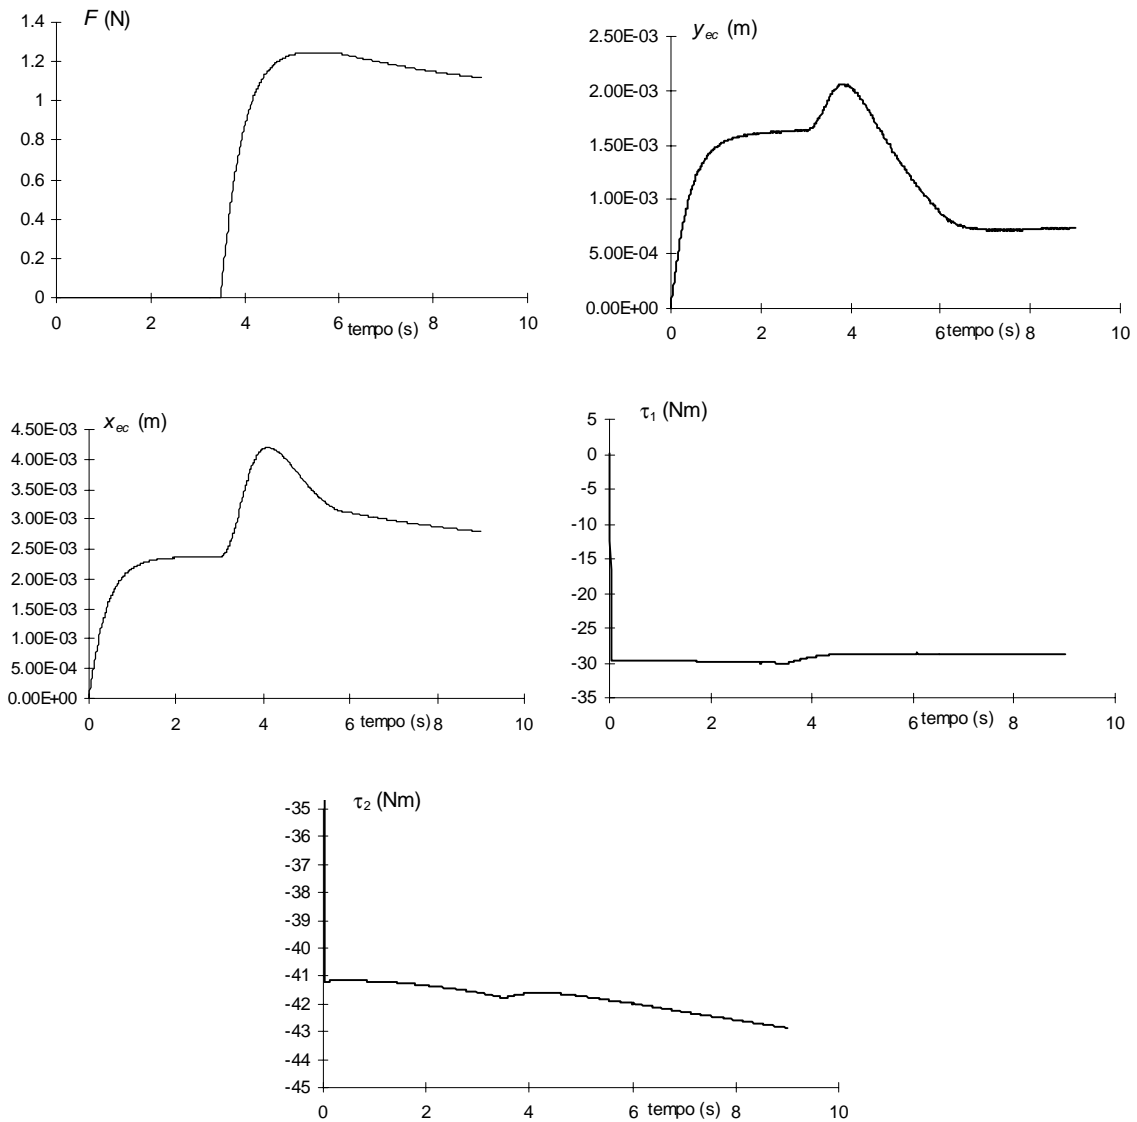 F (N)
1.4
1.2
1
0.8
0.6
0.4
0.2
0
0 2 4 6 8 10
tempo (s)
y_ec (m)
2.50E-03
2.00E-03
1.50E-03
1.00E-03
5.00E-04
0.00E+00
0 2 4 6 8 10
tempo (s)
x_ec (m)
4.50E-03
4.00E-03
3.50E-03
3.00E-03
2.50E-03
2.00E-03
1.50E-03
1.00E-03
5.00E-04
0.00E+00
0 2 4 6 8 10
tempo (s)
τ1 (Nm)
5
0
-5
-10
-15
-20
-25
-30
-35
0 2 4 6 8 10
tempo (s)
τ2 (Nm)
-35
-36
-37
-38
-39
-40
-41
-42
-43
-44
-45
0 2 4 6 8 10
tempo (s)